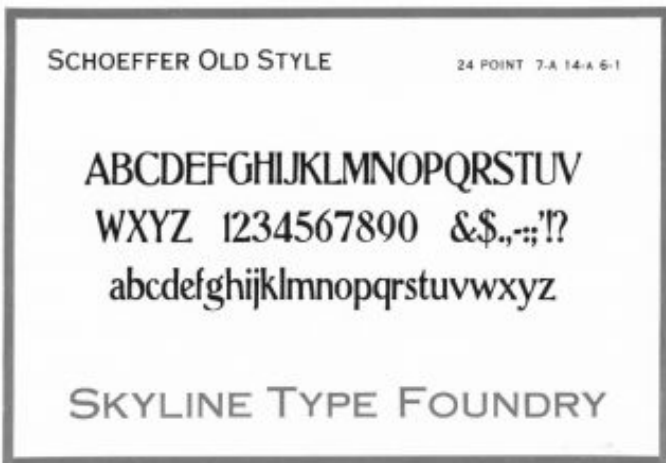 SCHOEFFER OLD STYLE
24 POINT 7-A 14-A 6-1
ABCDEFGHIJKLMNOPQRSTUV
WXYZ 1234567890 &$.,-:;'!?
abcdefghijklmnopqrstuvwxyz
SKYLINE TYPE FOUNDRY